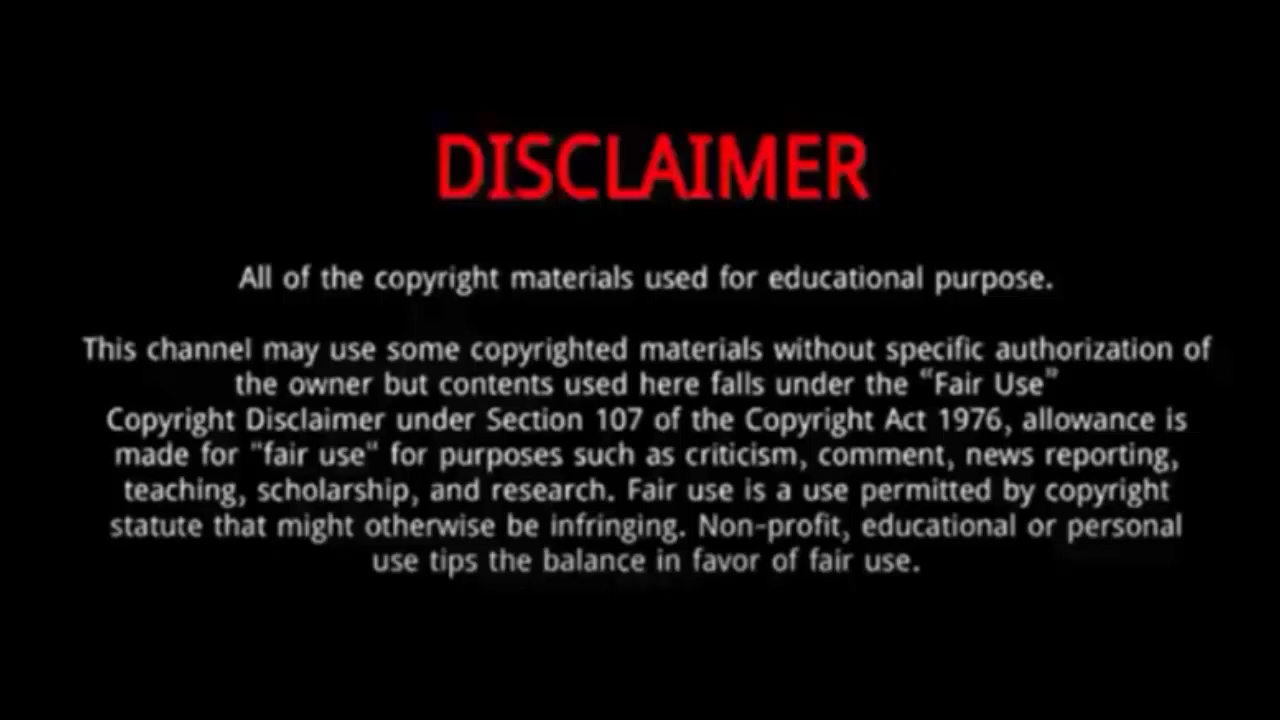 DISCLAIMER
All of the copyright materials used for educational purpose.
This channel may use some copyrighted materials without specific authorization of
the owner but contents used here falls under the “Fair Use”
Copyright Disclaimer under Section 107 of the Copyright Act 1976, allowance is
made for "fair use" for purposes such as criticism, comment, news reporting,
teaching, scholarship, and research. Fair use is a use permitted by copyright
statute that might otherwise be infringing. Non-profit, educational or personal
use tips the balance in favor of fair use.